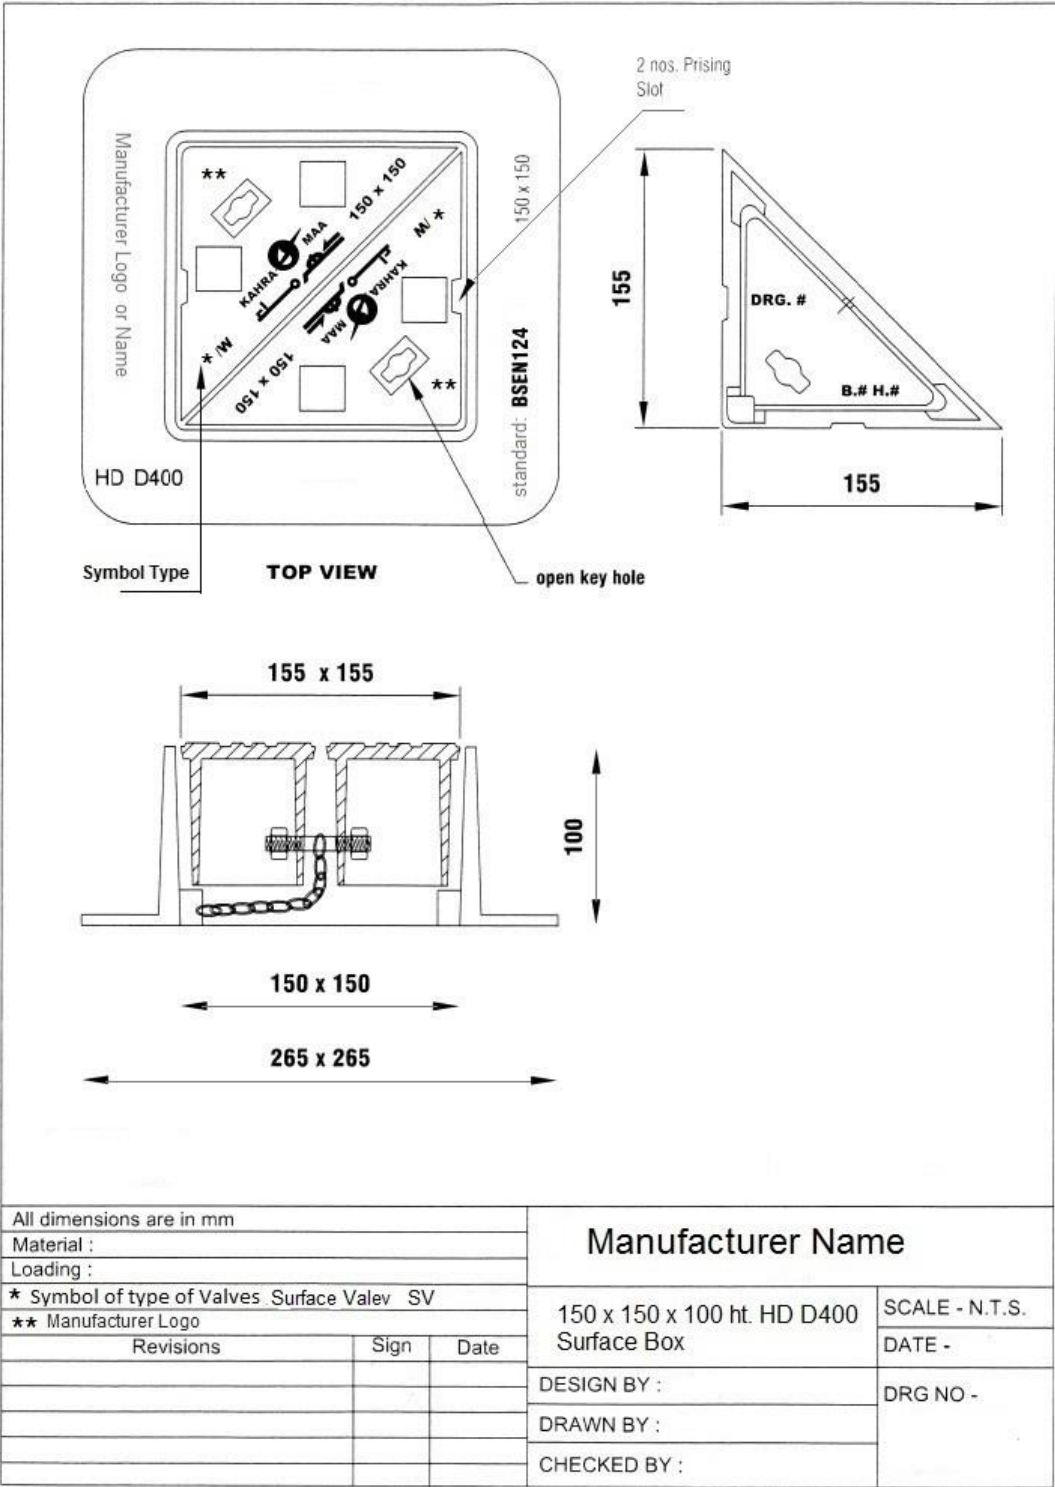 2 nos. Prising
Slot
Manufacturer Logo or Name
**
150 x 150
MAA
KAHRA
* /W
* /W
KAHRA
MAA
150 x 150
**
150 x 150
standard: BSEN124
HD D400
Symbol Type
TOP VIEW
open key hole
155
DRG. #
B.# H.#
155
155 x 155
100
150 x 150
265 x 265
All dimensions are in mm
Material :
Loading :
* Symbol of type of Valves Surface Valev SV
** Manufacturer Logo
Revisions Sign Date
Manufacturer Name
150 x 150 x 100 ht. HD D400
Surface Box
SCALE - N.T.S.
DATE -
DESIGN BY :
DRAWN BY :
CHECKED BY :
DRG NO -